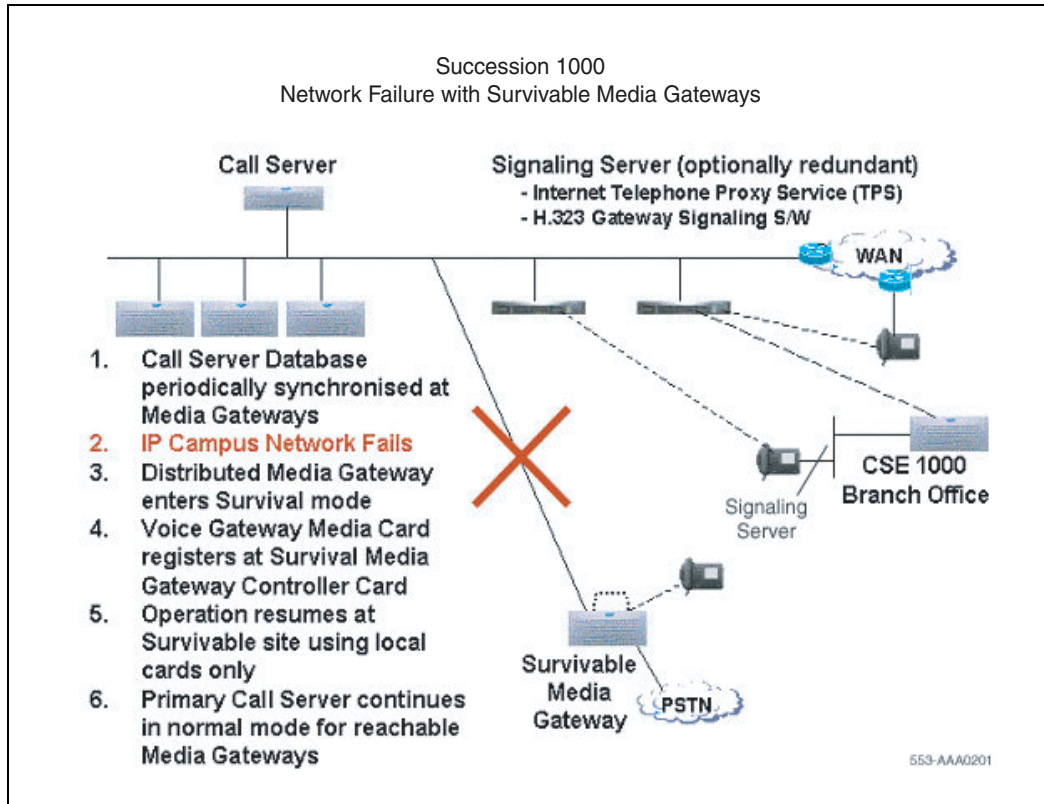 Succession 1000
Network Failure with Survivable Media Gateways
Call Server
Signaling Server (optionally redundant)
- Internet Telephone Proxy Service (TPS)
- H.323 Gateway Signaling S/W
WAN
1. Call Server Database
periodically synchronised at
Media Gateways
2. IP Campus Network Fails
3. Distributed Media Gateway
enters Survival mode
4. Voice Gateway Media Card
registers at Survival Media
Gateway Controller Card
5. Operation resumes at
Survivable site using local
cards only
6. Primary Call Server continues
in normal mode for reachable
Media Gateways
CSE 1000
Branch Office
Signaling
Server
Survivable
Media
Gateway
PSTN
553-AAA0201